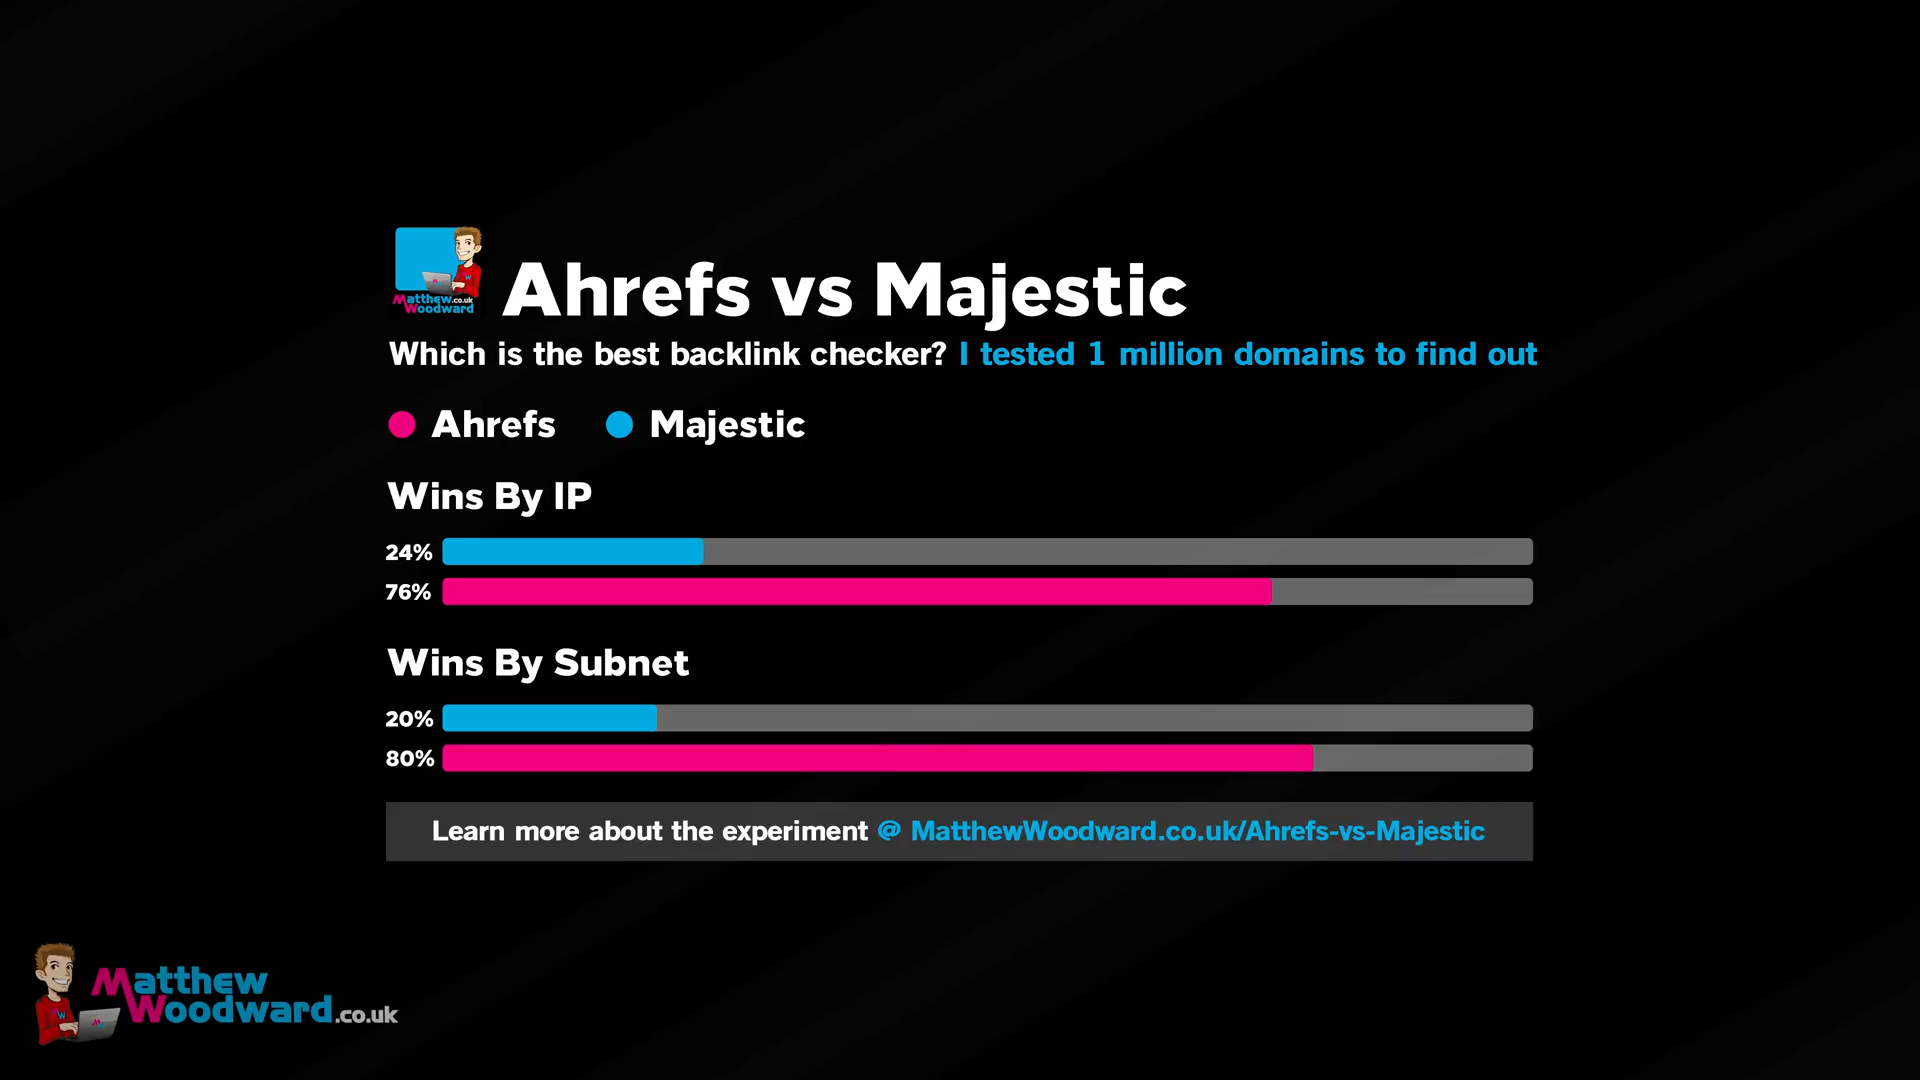 Matthew.co.uk
Woodward
Ahrefs vs Majestic
Which is the best backlink checker? I tested 1 million domains to find out
Ahrefs Majestic
Wins By IP
24%
76%
Wins By Subnet
20%
80%
Learn more about the experiment @ MatthewWoodward.co.uk/Ahrefs-vs-Majestic
Matthew
Woodward.co.uk